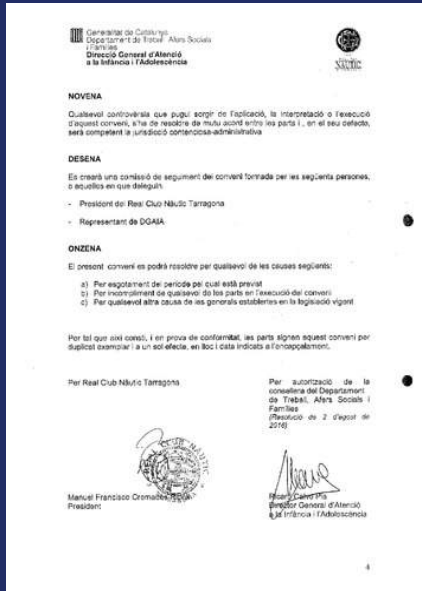 Generalitat de Catalunya
Departament de Treball, Afers Socials
i Famílies
Direcció General d'Atenció
a la Infància i l'Adolescència
NÀUTIC
NOVENA
Qualsevol controvèrsia que pugui sorgir de l'aplicació, la interpretació o l'execució
d'aquest conveni, s'ha de resoldre de mutu acord entre les parts i , en el seu defecte,
serà competent la jurisdicció contenciosa-administrativa
DESENA
Es crearà una comissió de seguiment del conveni formada per les següents persones,
o aquelles en que deleguin.
- President del Real Club Nàutic Tarragona
- Representant de DGAIA
ONZENA
El present conveni es podrà resoldre per qualsevol de les causes següents:
a) Per esgotament del període pel qual està previst
b) Per incompliment de qualsevol de les parts en l'execució del conveni
c) Per qualsevol altra causa de les generals establertes en la legislació vigent
Per tal que així consti, i en prova de conformitat, les parts signen aquest conveni per
duplicat exemplar i a un sol efecte, en lloc i data indicats a l'encapçalament.
Per Real Club Nàutic Tarragona
Per autorització de la
consellera del Departament
de Treball, Afers Socials i
Famílies
(Resolució de 2 d'agost de
2016)
CLUB NÀUTIC
Manuel Francisco Cremades
President
Ricard Calvo Pla
Director General d'Atenció
a la Infància i l'Adolescència
4